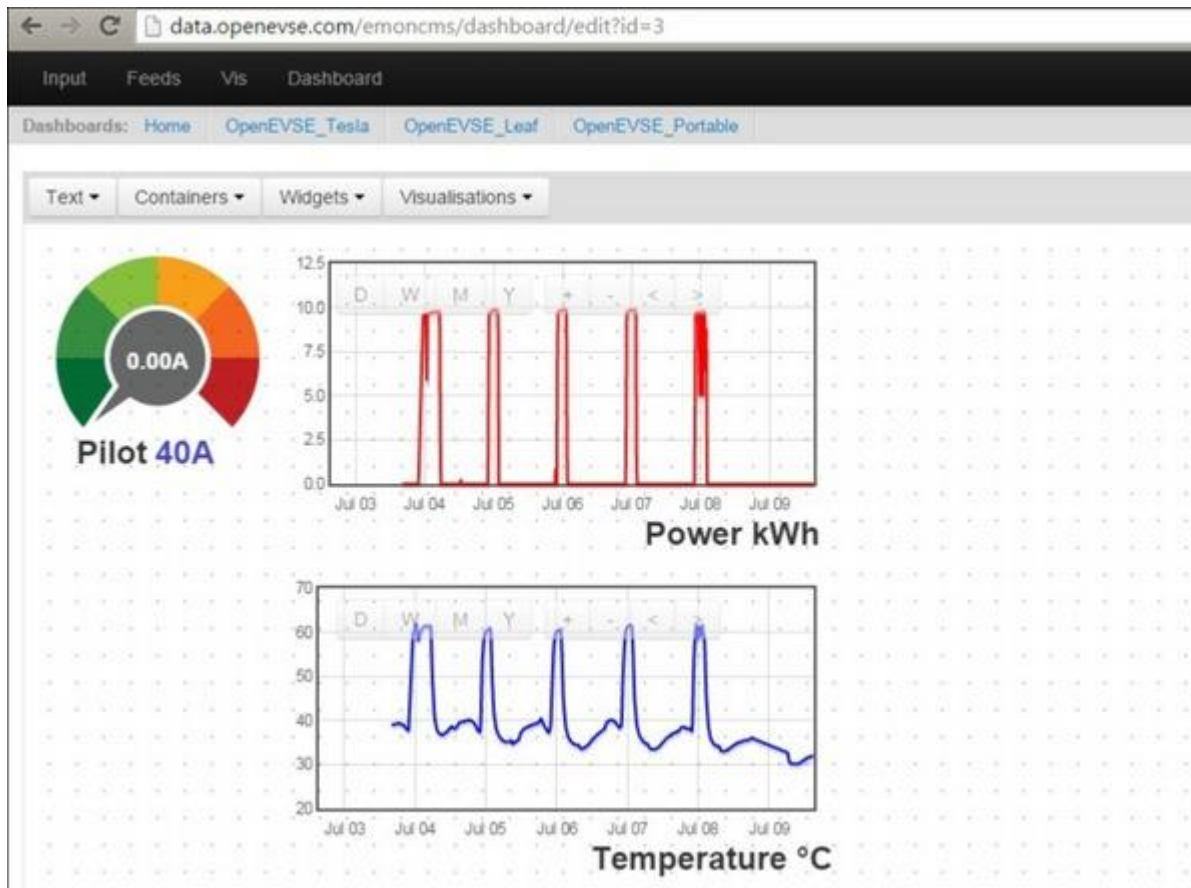 data.openevse.com/emoncms/dashboard/edit?id=3
Input Feeds Vis Dashboard
Dashboards: Home OpenEVSE_Tesla OpenEVSE_Leaf OpenEVSE_Portable
Text Containers Widgets Visualisations
0.00A
Pilot 40A
12.5
D W M Y + - < >
10.0
7.5
5.0
2.5
0.0
Jul 03 Jul 04 Jul 05 Jul 06 Jul 07 Jul 08 Jul 09
Power kWh
70
D W M Y + - < >
60
50
40
30
20
Jul 03 Jul 04 Jul 05 Jul 06 Jul 07 Jul 08 Jul 09
Temperature °C